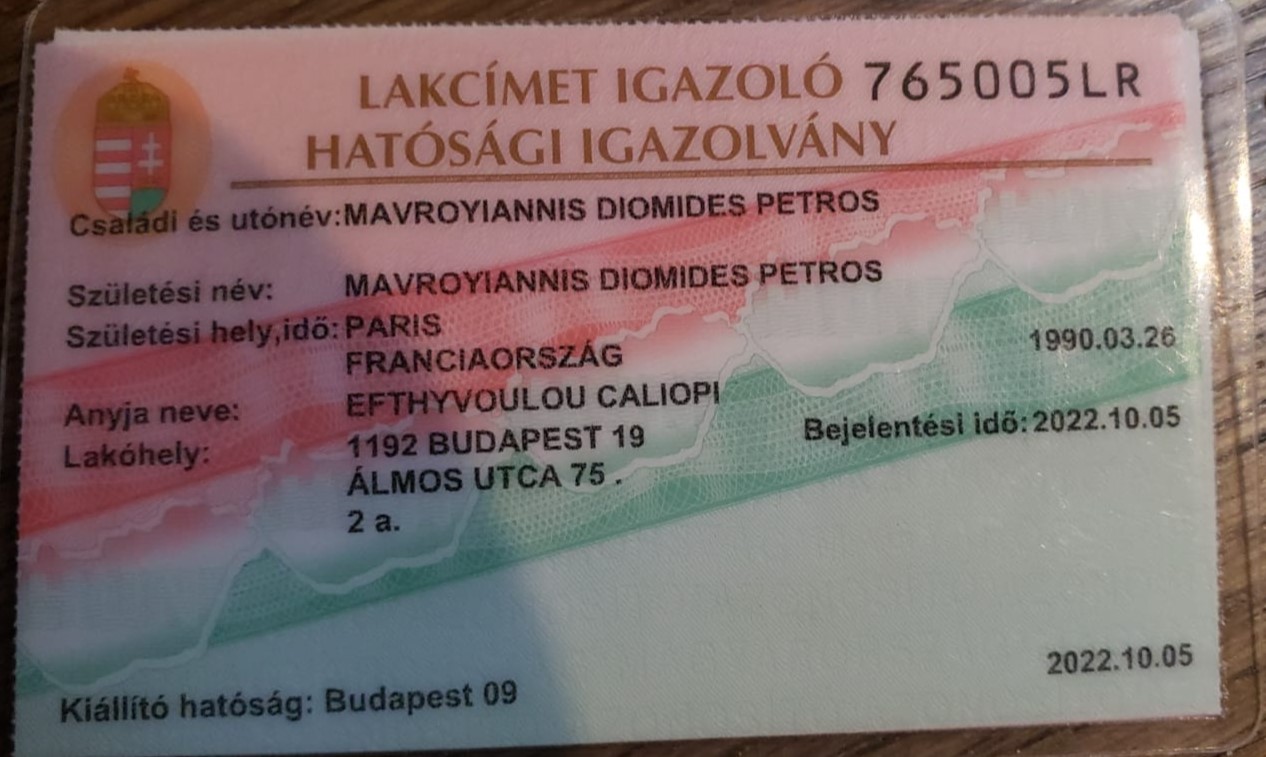 LAKCÍMET IGAZOLÓ 765005LR
HATÓSÁGI IGAZOLVÁNY
Családi és utónév: MAVROYIANNIS DIOMIDES PETROS
Születési név: MAVROYIANNIS DIOMIDES PETROS
Születési hely,idő: PARIS
FRANCIAORSZÁG 1990.03.26
Anyja neve: EFTHYVOULOU CALIOPI
Lakóhely: 1192 BUDAPEST 19 Bejelentési idő: 2022.10.05
ÁLMOS UTCA 75 .
2 a.
2022.10.05
Kiállító hatóság: Budapest 09